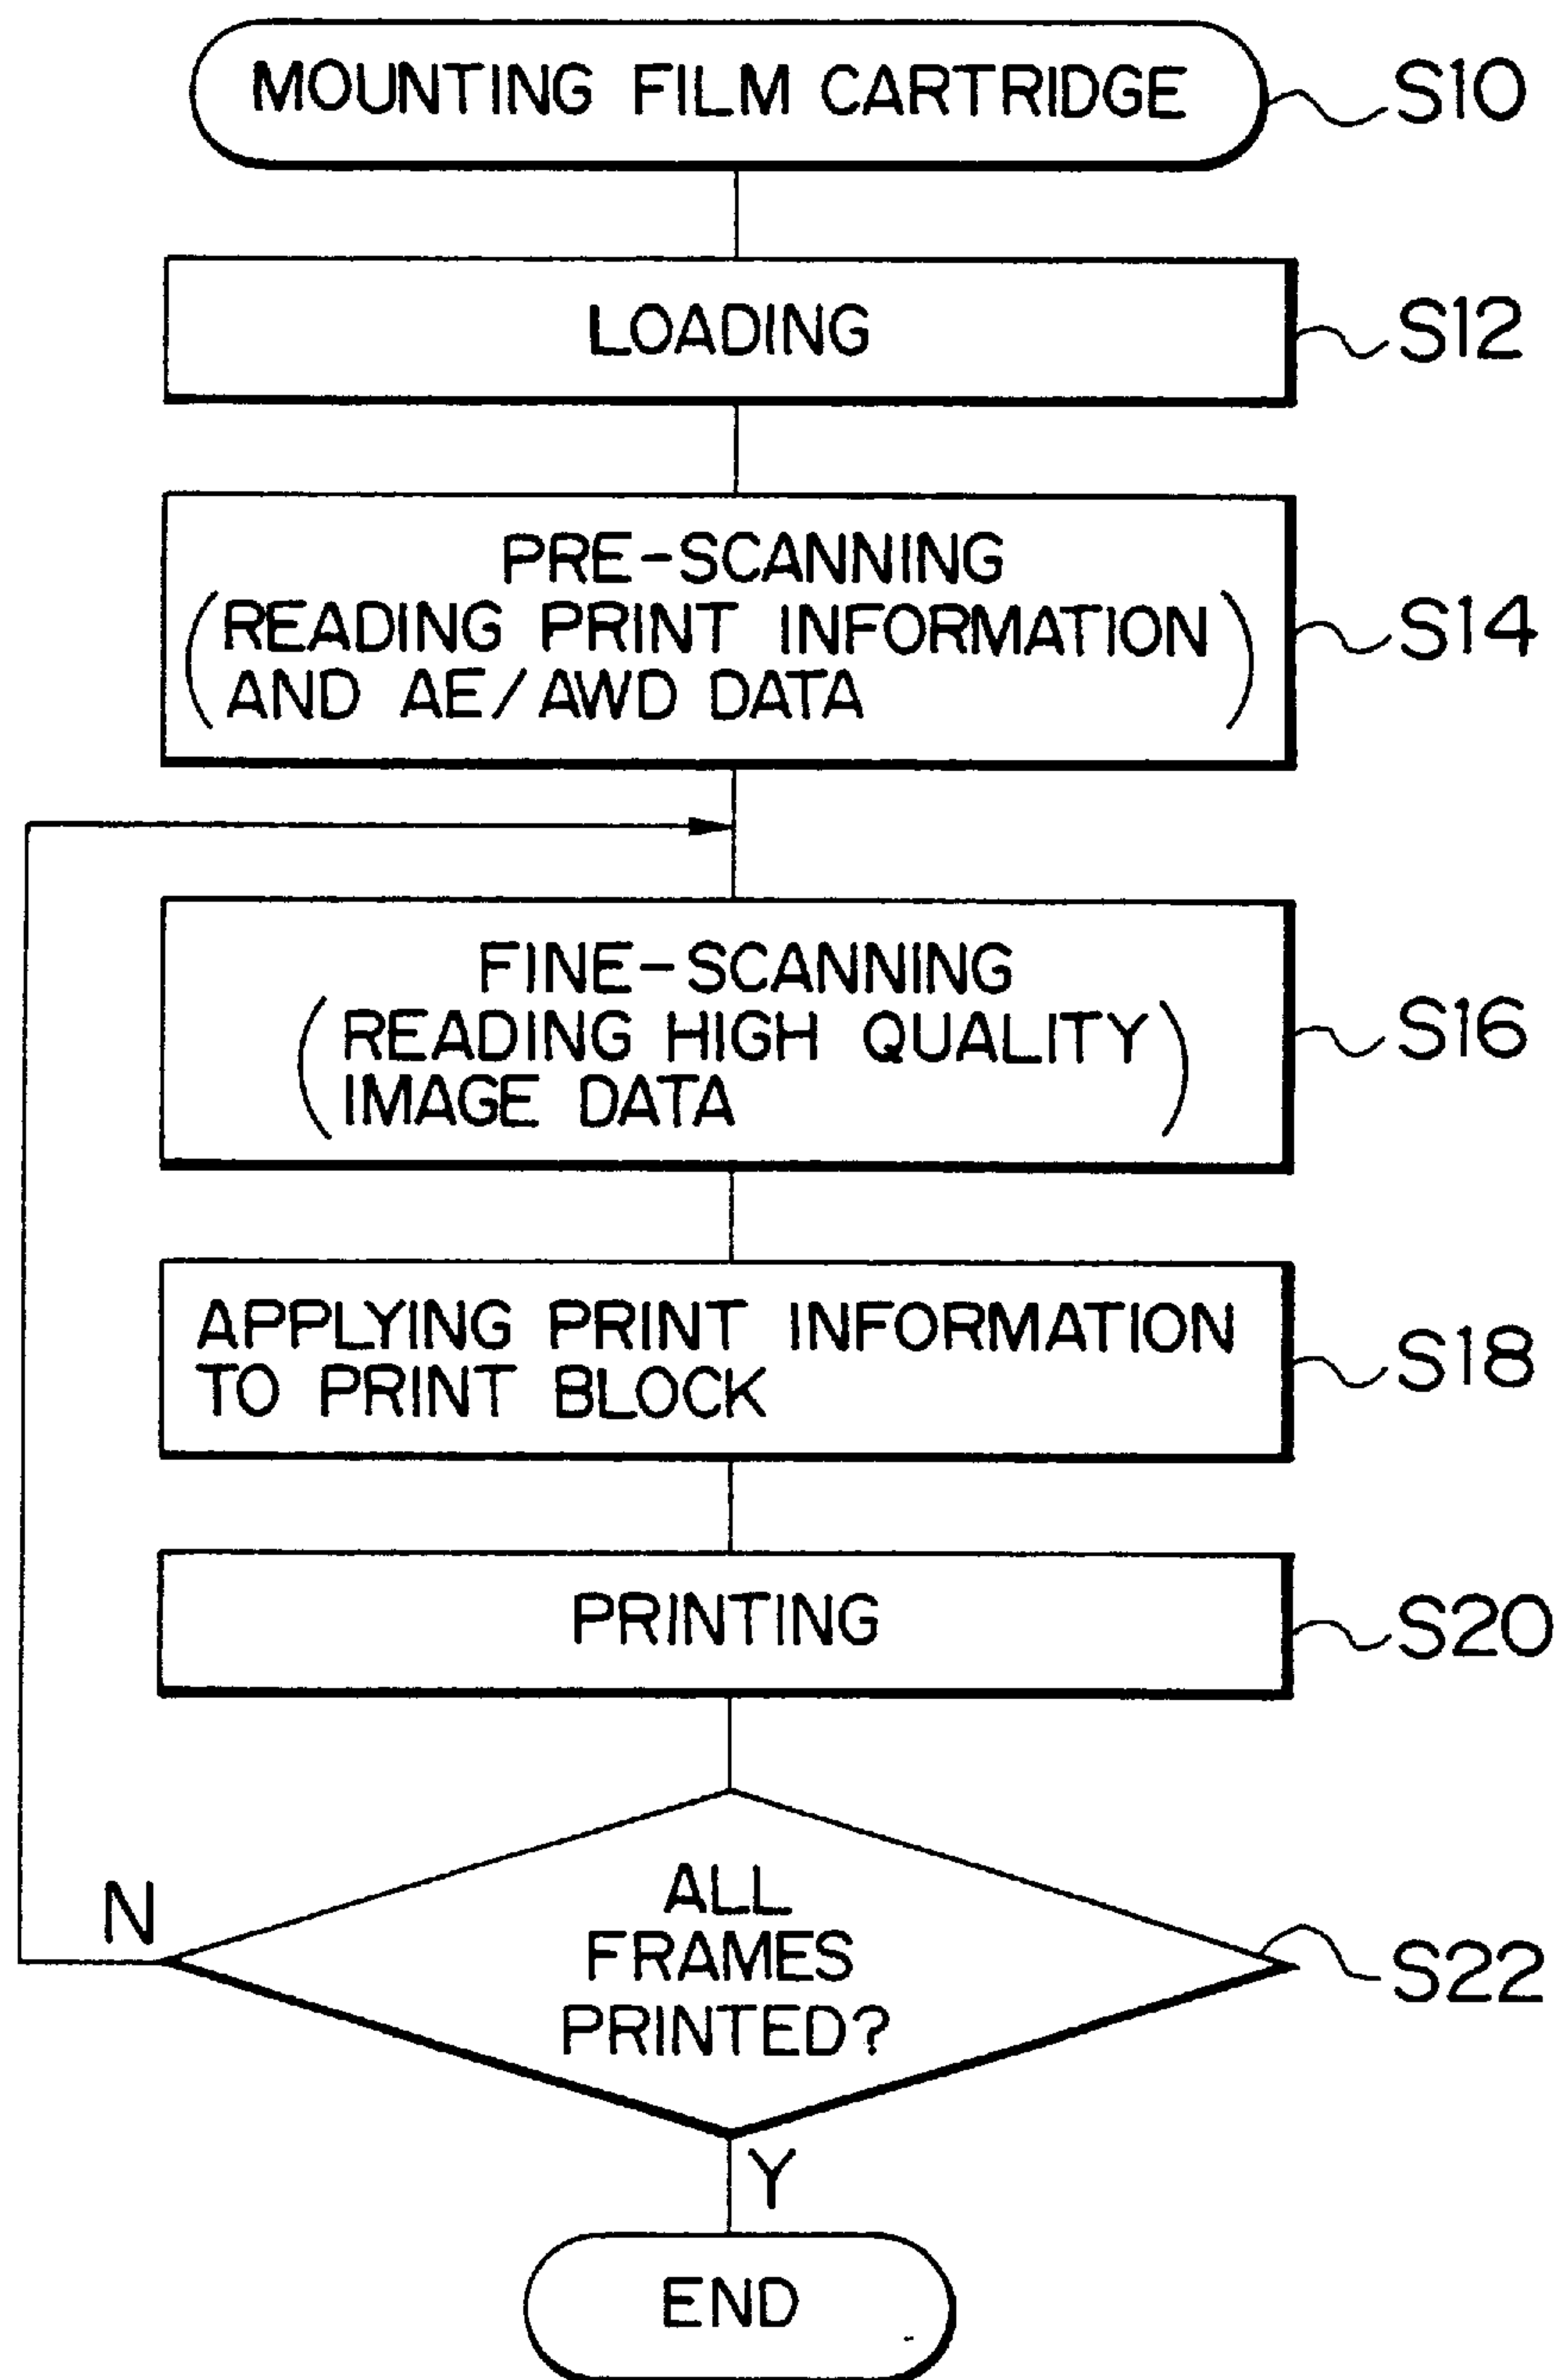 MOUNTING FILM CARTRIDGE
S10
LOADING
S12
PRE-SCANNING
(READING PRINT INFORMATION
AND AE/AWD DATA)
S14
FINE-SCANNING
(READING HIGH QUALITY
IMAGE DATA)
S16
APPLYING PRINT INFORMATION
TO PRINT BLOCK
S18
PRINTING
S20
ALL
FRAMES
PRINTED?
N
S22
Y
END